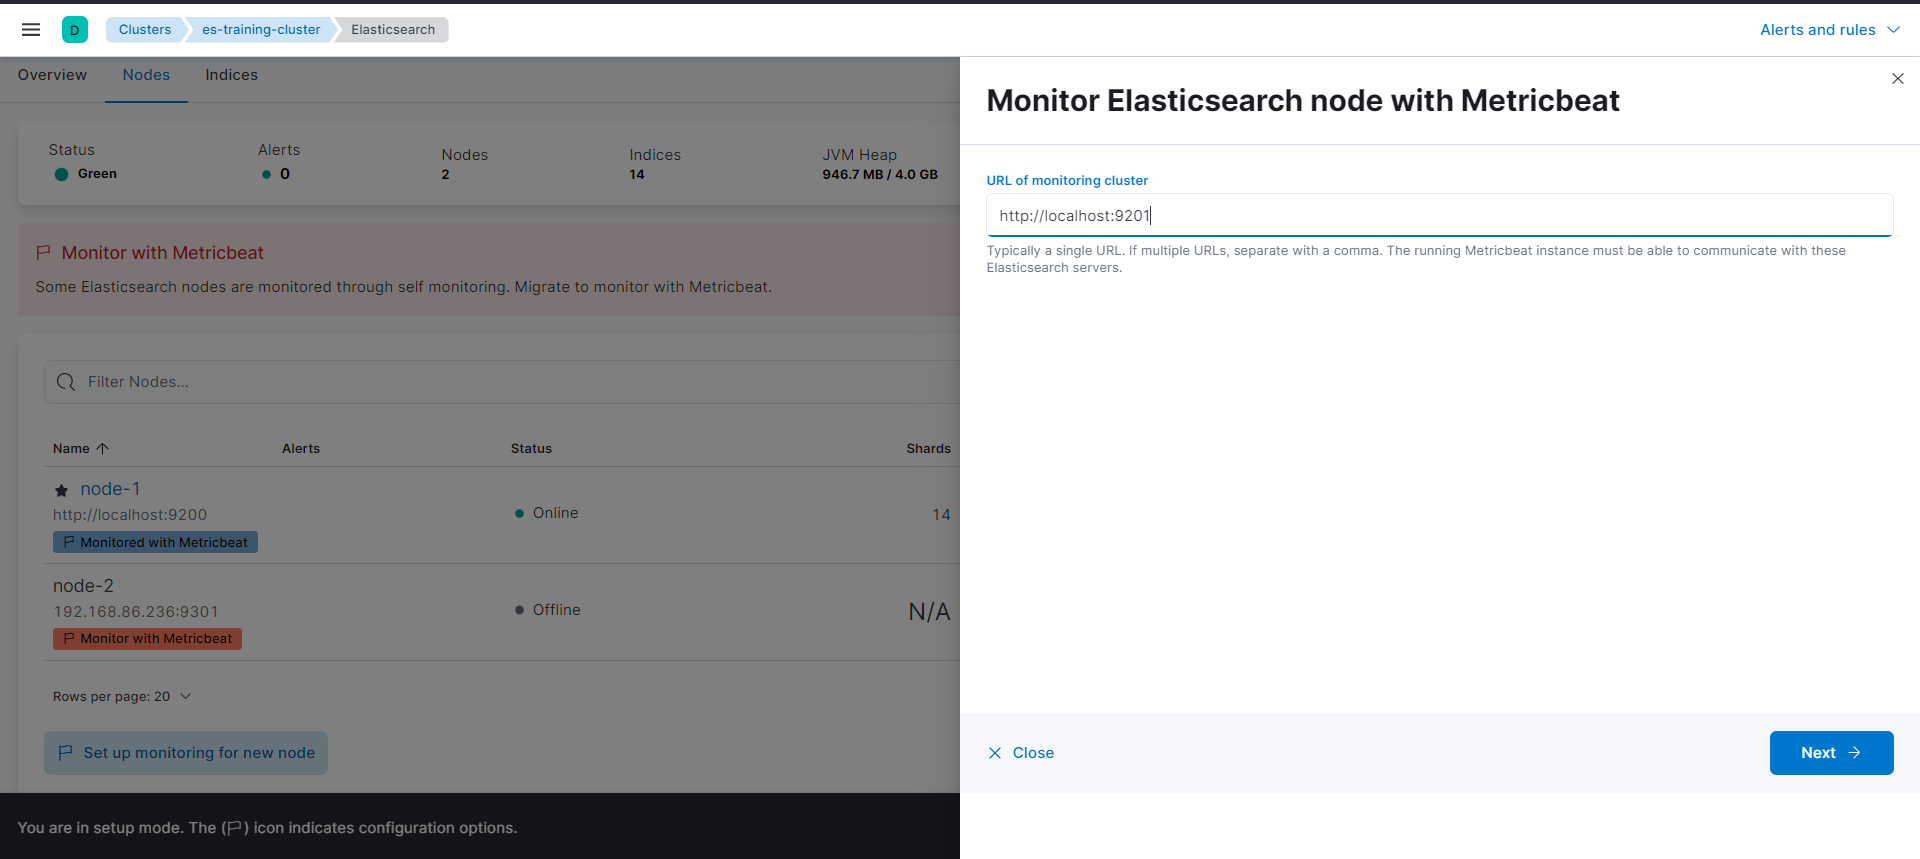 D
Clusters
es-training-cluster
Elasticsearch
Alerts and rules
Overview
Nodes
Indices
Status
Green
Alerts
0
Nodes
2
Indices
14
JVM Heap
946.7 MB / 4.0 GB
Monitor with Metricbeat
Some Elasticsearch nodes are monitored through self monitoring. Migrate to monitor with Metricbeat.
Filter Nodes...
Name
Alerts
Status
Shards
node-1
http://localhost:9200
Monitored with Metricbeat
Online
14
node-2
192.168.86.236:9301
Monitor with Metricbeat
Offline
N/A
Rows per page: 20
Set up monitoring for new node
You are in setup mode. The ( ) icon indicates configuration options.
Monitor Elasticsearch node with Metricbeat
URL of monitoring cluster
http://localhost:9201
Typically a single URL. If multiple URLs, separate with a comma. The running Metricbeat instance must be able to communicate with these
Elasticsearch servers.
Close
Next